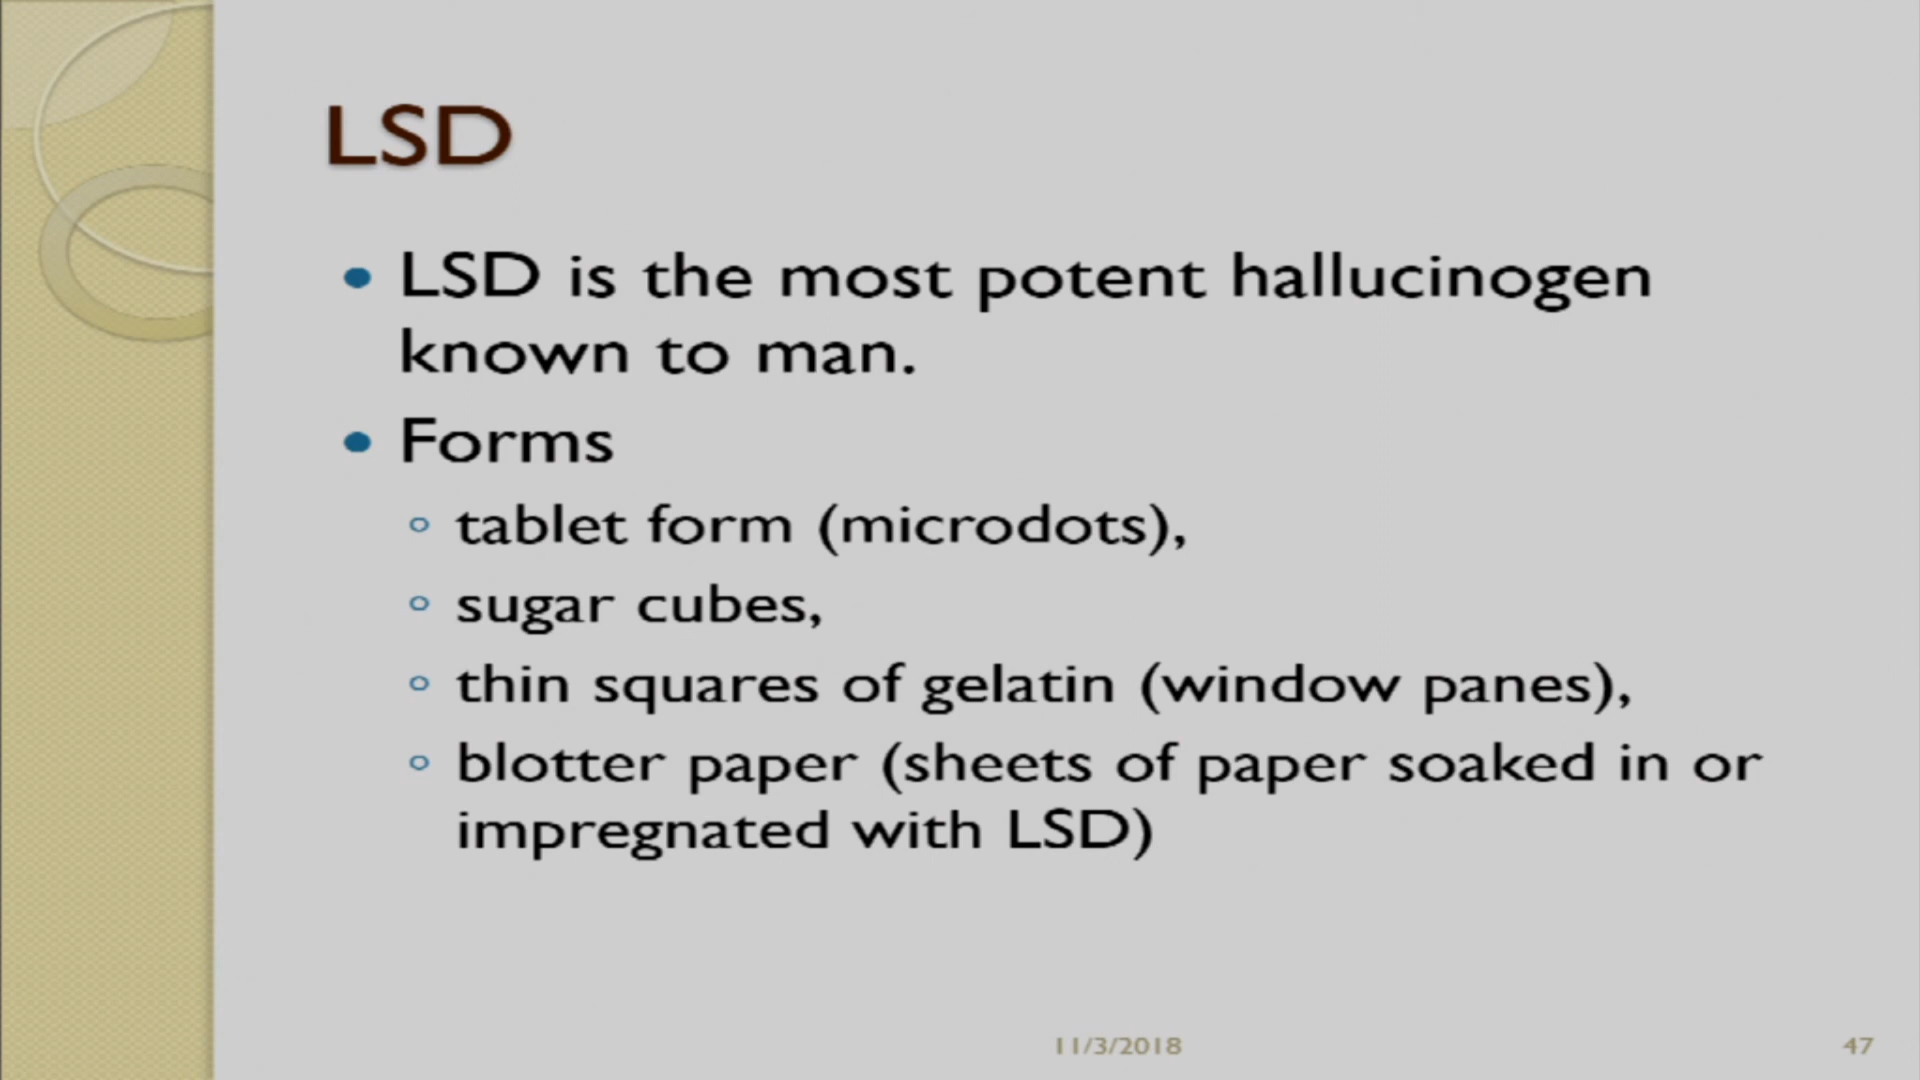 LSD
• LSD is the most potent hallucinogen
known to man.
• Forms
◦ tablet form (microdots),
◦ sugar cubes,
◦ thin squares of gelatin (window panes),
◦ blotter paper (sheets of paper soaked in or
impregnated with LSD)
11/3/2018
47